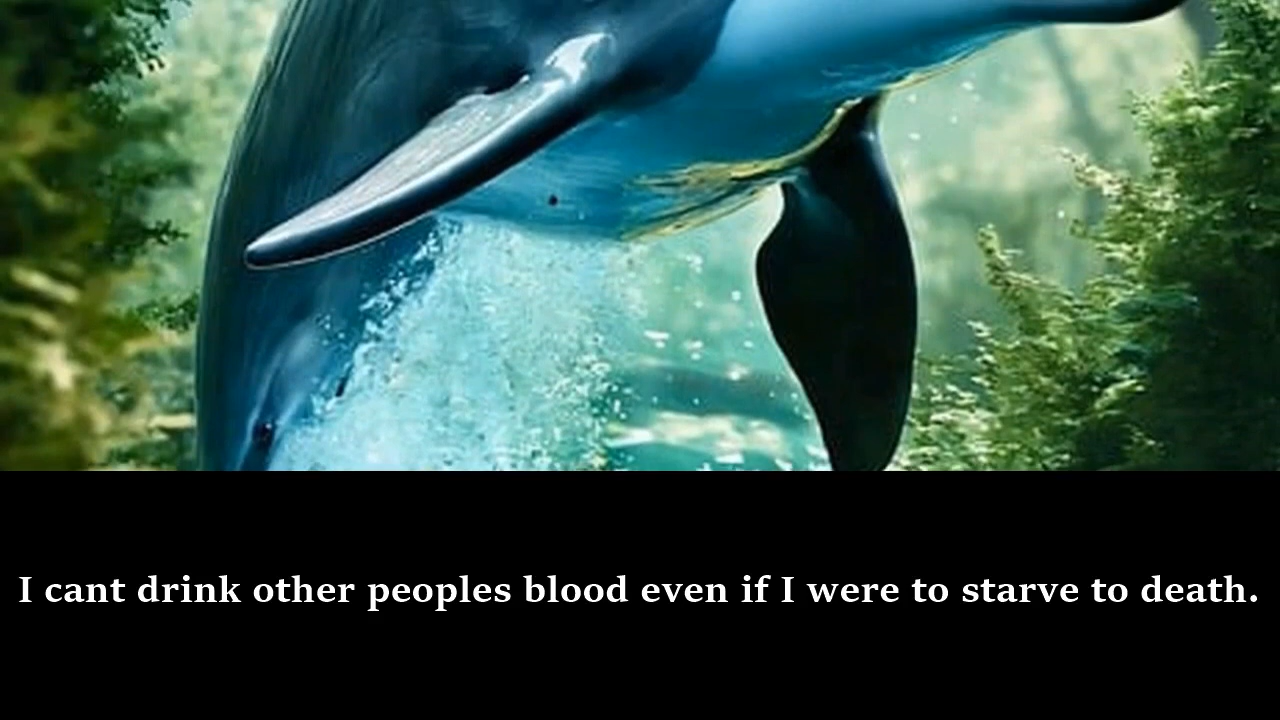 I cant drink other peoples blood even if I were to starve to death.